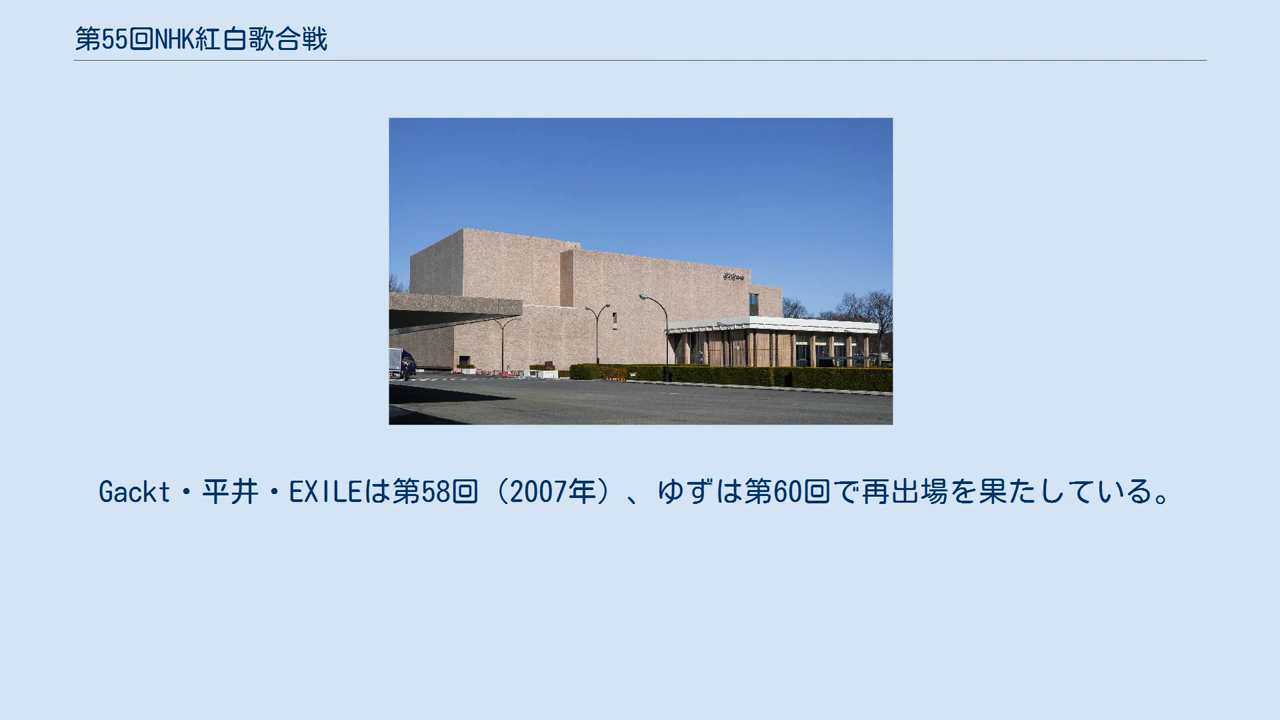 第55回NHK紅白歌合戦
Gackt・平井・EXILEは第58回（2007年）、ゆずは第60回で再出場を果たしている。